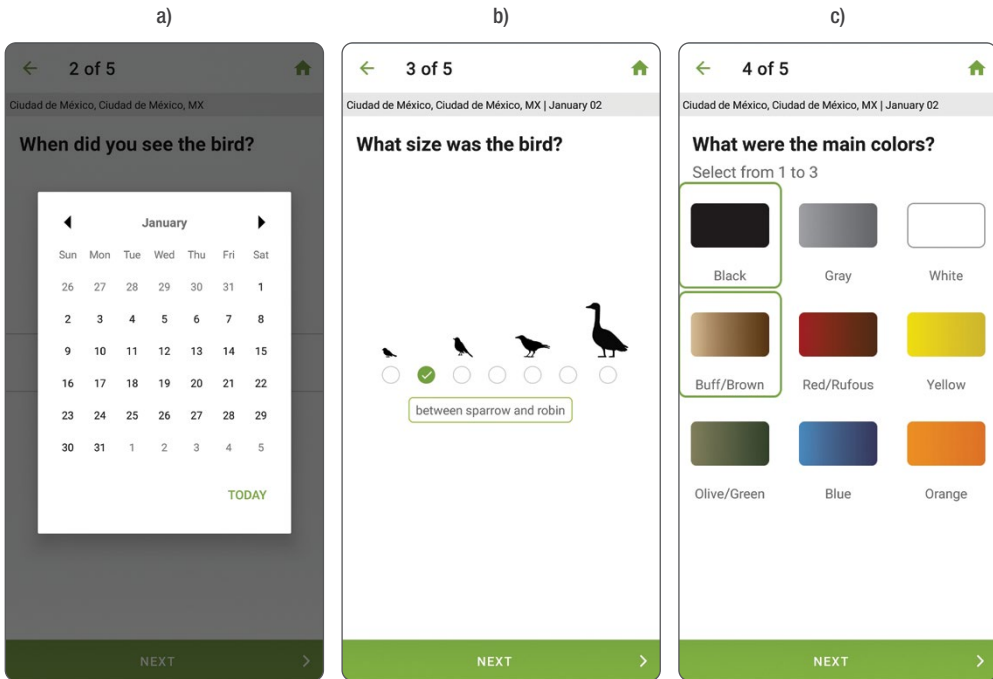 a)
2 of 5
Ciudad de México, Ciudad de México, MX
When did you see the bird?
January
Sun Mon Tue Wed Thu Fri Sat
26 27 28 29 30 31 1
2 3 4 5 6 7 8
9 10 11 12 13 14 15
16 17 18 19 20 21 22
23 24 25 26 27 28 29
30 31 1 2 3 4 5
TODAY
NEXT
b)
3 of 5
Ciudad de México, Ciudad de México, MX | January 02
What size was the bird?
between sparrow and robin
NEXT
c)
4 of 5
Ciudad de México, Ciudad de México, MX | January 02
What were the main colors?
Select from 1 to 3
Black Gray White
Buff/Brown Red/Rufous Yellow
Olive/Green Blue Orange
NEXT